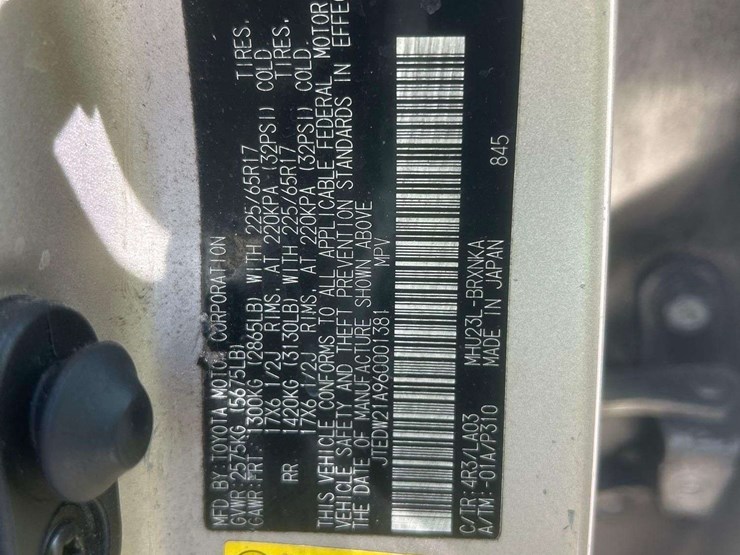 MFD.BY:TOYOTA MOTOR CORPORATION
GVWR:2575KG (5675LB)
GAWR:FRT. 1300KG (2865LB) WITH 225/65R17 TIRES.
17X6 1/2J RIMS. AT 220KPA (32PSI) COLD
RR. 1420KG (3130LB) WITH 225/65R17 TIRES.
17X6 1/2J RIMS. AT 220KPA (32PSI) COLD.
THIS VEHICLE CONFORMS TO ALL APPLICABLE FEDERAL MOTOR
VEHICLE SAFETY AND THEFT PREVENTION STANDARDS IN EFFE
THE DATE OF MANUFACTURE SHOWN ABOVE
JTEDW21A960001381 MPV
C/TR:4R3/LA03 MHU23L-BRXNKA
A/TM:-01A/P310 MADE IN JAPAN 845